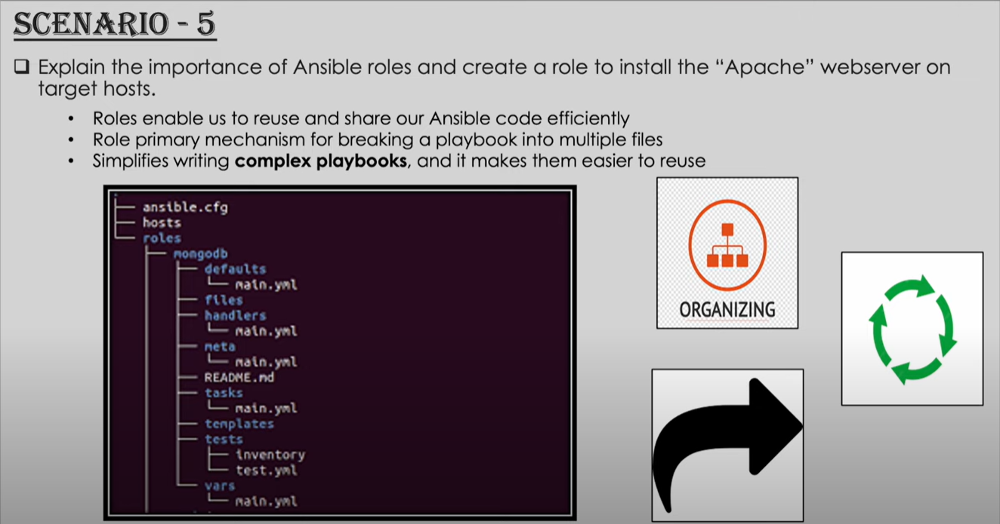 SCENARIO - 5
Explain the importance of Ansible roles and create a role to install the “Apache” webserver on
target hosts.
• Roles enable us to reuse and share our Ansible code efficiently
• Role primary mechanism for breaking a playbook into multiple files
• Simplifies writing complex playbooks, and it makes them easier to reuse
ansible.cfg
hosts
roles
mongodb
defaults
main.yml
files
handlers
main.yml
meta
main.yml
README.md
tasks
main.yml
templates
tests
inventory
test.yml
vars
main.yml
ORGANIZING